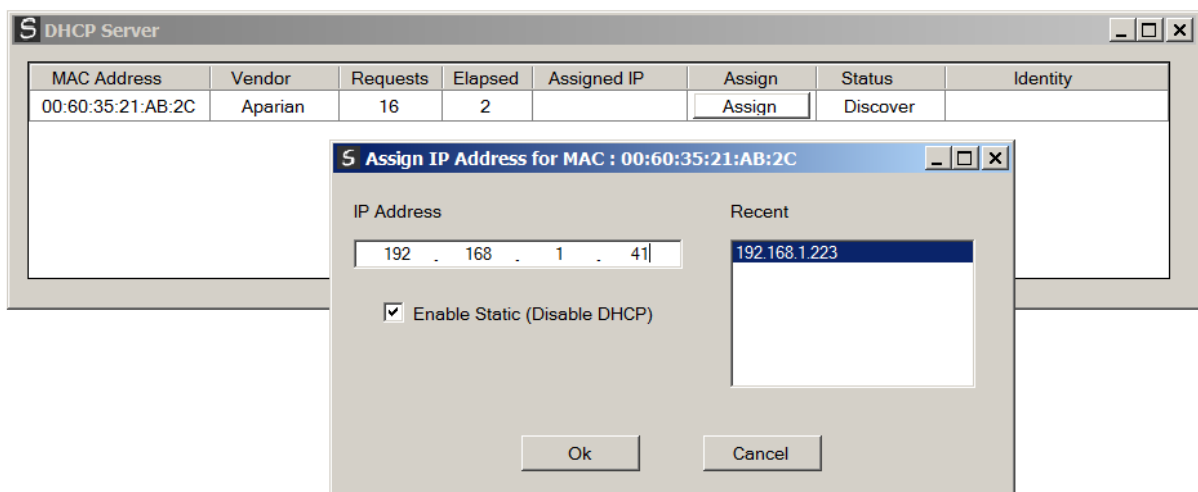 S DHCP Server
MAC Address Vendor Requests Elapsed Assigned IP Assign Status Identity
00:60:35:21:AB:2C Aparian 16 2 Assign Discover
S Assign IP Address for MAC : 00:60:35:21:AB:2C
IP Address Recent
192 . 168 . 1 . 41 192.168.1.223
Enable Static (Disable DHCP)
Ok Cancel